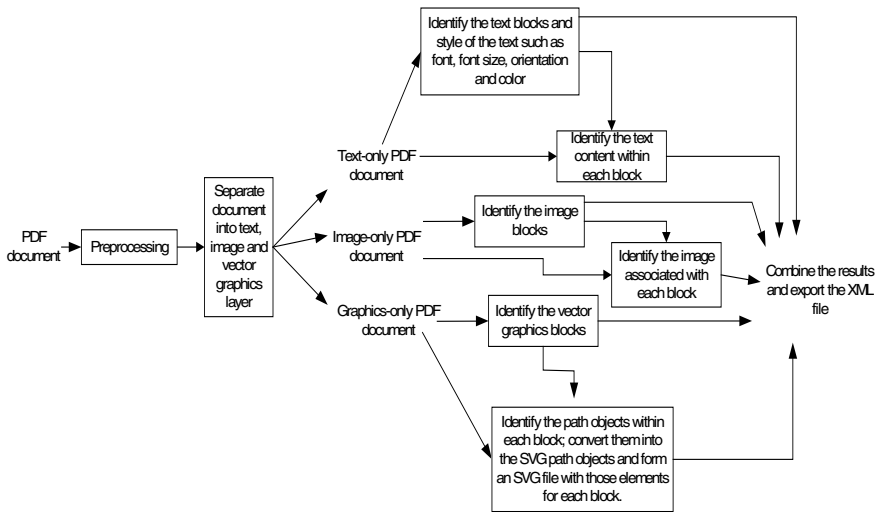 PDF
document
Preprocessing
Separate
document
into text,
image and
vector
graphics
layer
Text-only PDF
document
Image-only PDF
document
Graphics-only PDF
document
Identify the text blocks and
style of the text such as
font, font size, orientation
and color
Identify the text
content within
each block
Identify the image
blocks
Identify the image
associated with
each block
Identify the vector
graphics blocks
Identify the path objects within
each block; convert them into
the SVG path objects and form
an SVG file with those elements
for each block.
Combine the results
and export the XML
file